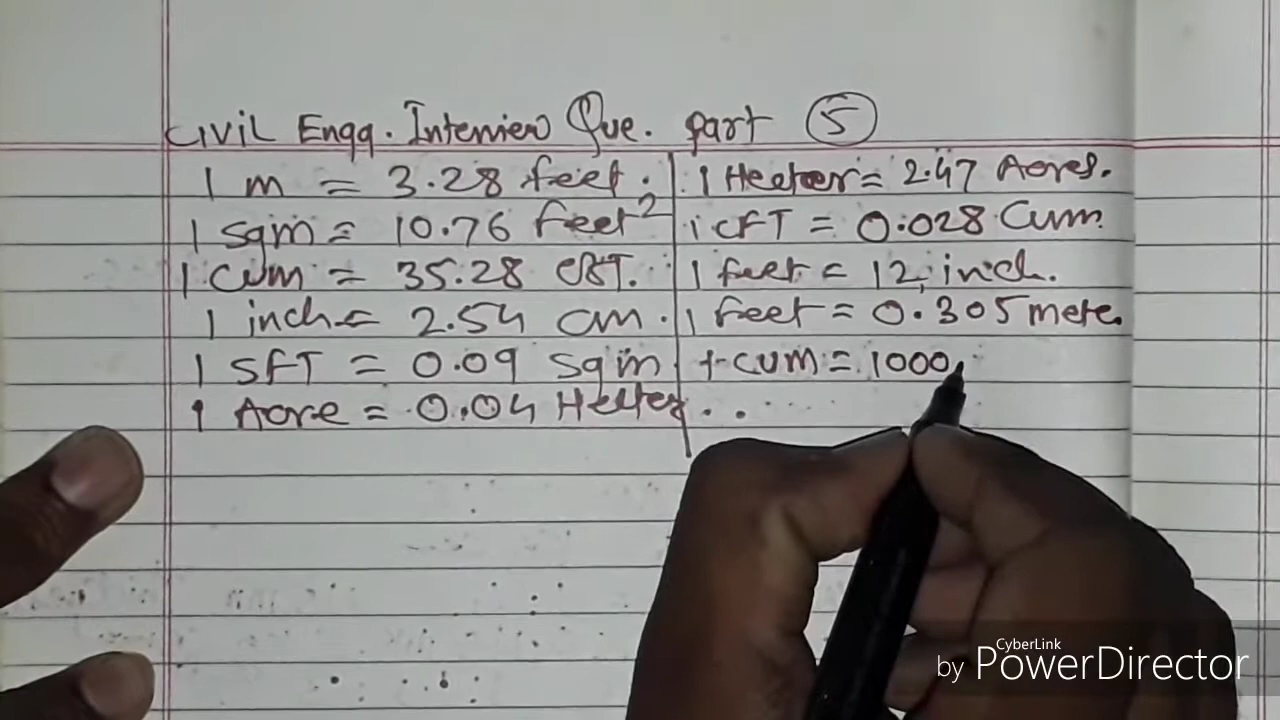 Civil Engg. Interview Que. part 5
1 m = 3.28 feet.
1 sqm = 10.76 feet²
1 cum = 35.28 CFT.
1 inch = 2.54 cm.
1 SFT = 0.09 sqm
1 Acre = 0.04 Hecter
1 Hecter = 2.47 Acres.
1 CFT = 0.028 Cum.
1 feet = 12 inch.
1 feet = 0.305 mete.
1 cum = 1000
CyberLink
by PowerDirector